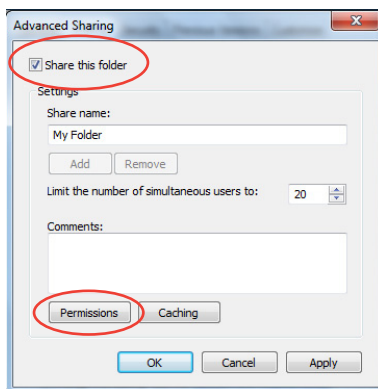 Advanced Sharing
Share this folder
Settings
Share name:
My Folder
Add Remove
Limit the number of simultaneous users to: 20
Comments:
Permissions Caching
OK Cancel Apply